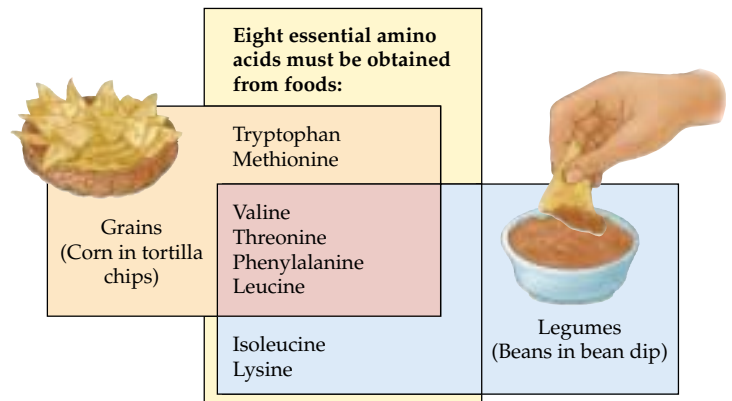 Eight essential amino
acids must be obtained
from foods:
Tryptophan
Methionine
Grains
(Corn in tortilla
chips)
Valine
Threonine
Phenylalanine
Leucine
Isoleucine
Lysine
Legumes
(Beans in bean dip)